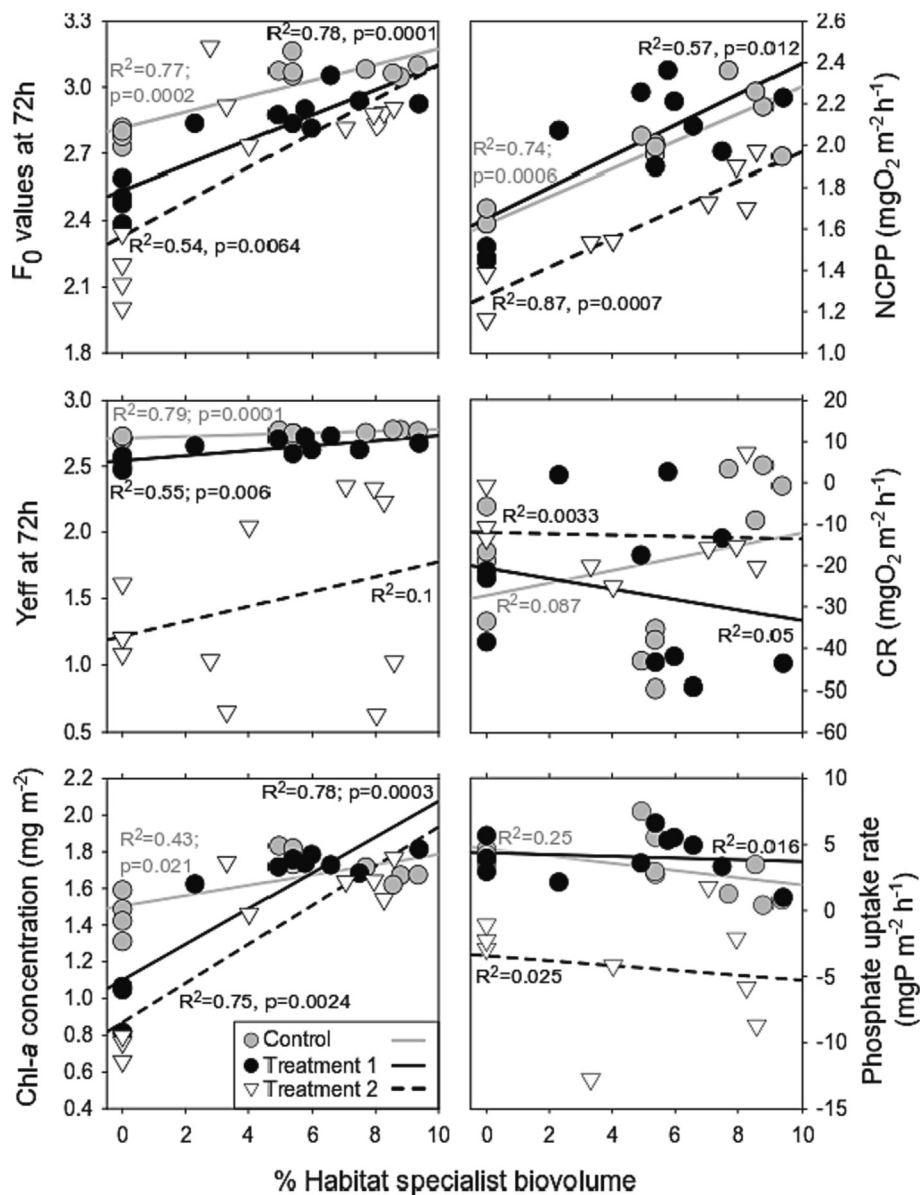 F0 values at 72h
3.3
3.0
2.7
2.4
2.1
1.8
R2=0.77;
p=0.0002
R2=0.78, p=0.0001
R2=0.54, p=0.0064
R2=0.57, p=0.012
R2=0.74,
p=0.0006
R2=0.87, p=0.0007
2.6
2.4
2.2
2.0
1.8
1.6
1.4
1.2
1.0
NCPP (mgO2 m-2 h-1)
Yeff at 72h
3.0
2.5
2.0
1.5
1.0
0.5
R2=0.79; p=0.0001
R2=0.55; p=0.006
R2=0.1
R2=0.0033
R2=0.087
R2=0.05
20
10
0
-10
-20
-30
-40
-50
-60
CR (mgO2 m-2 h-1)
Chl-a concentration (mg m-2)
2.2
2.0
1.8
1.6
1.4
1.2
1.0
0.8
0.6
0.4
R2=0.78; p=0.0003
R2=0.43;
p=0.021
R2=0.75, p=0.0024
Control
Treatment 1
Treatment 2
R2=0.25
R2=0.016
R2=0.025
10
5
0
-5
-10
-15
Phosphate uptake rate
(mgP m-2 h-1)
0 2 4 6 8 10 0 2 4 6 8 10
% Habitat specialist biovolume